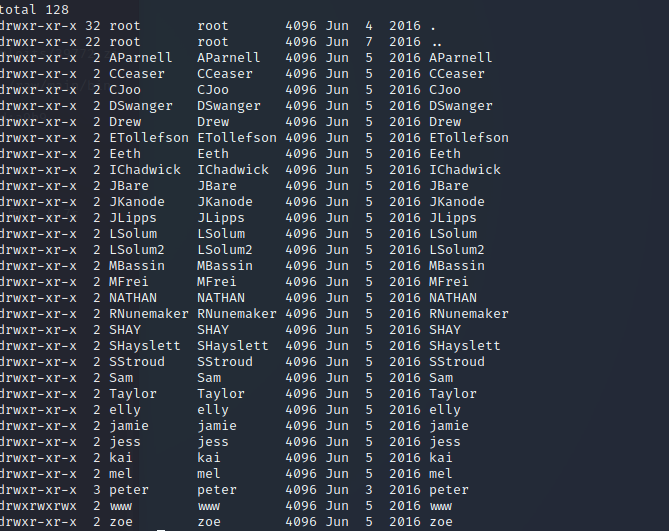 total 128
drwxr-xr-x 32 root       root       4096 Jun  4  2016 .
drwxr-xr-x 22 root       root       4096 Jun  7  2016 ..
drwxr-xr-x  2 AParnell   AParnell   4096 Jun  5  2016 AParnell
drwxr-xr-x  2 CCeaser    CCeaser    4096 Jun  5  2016 CCeaser
drwxr-xr-x  2 CJoo       CJoo       4096 Jun  5  2016 CJoo
drwxr-xr-x  2 DSwanger   DSwanger   4096 Jun  5  2016 DSwanger
drwxr-xr-x  2 Drew       Drew       4096 Jun  5  2016 Drew
drwxr-xr-x  2 ETollefson ETollefson 4096 Jun  5  2016 ETollefson
drwxr-xr-x  2 Eeth       Eeth       4096 Jun  5  2016 Eeth
drwxr-xr-x  2 IChadwick  IChadwick  4096 Jun  5  2016 IChadwick
drwxr-xr-x  2 JBare      JBare      4096 Jun  5  2016 JBare
drwxr-xr-x  2 JKanode    JKanode    4096 Jun  5  2016 JKanode
drwxr-xr-x  2 JLipps     JLipps     4096 Jun  5  2016 JLipps
drwxr-xr-x  2 LSolum     LSolum     4096 Jun  5  2016 LSolum
drwxr-xr-x  2 LSolum2    LSolum2    4096 Jun  5  2016 LSolum2
drwxr-xr-x  2 MBassin    MBassin    4096 Jun  5  2016 MBassin
drwxr-xr-x  2 MFrei      MFrei      4096 Jun  5  2016 MFrei
drwxr-xr-x  2 NATHAN     NATHAN     4096 Jun  5  2016 NATHAN
drwxr-xr-x  2 RNunemaker RNunemaker 4096 Jun  5  2016 RNunemaker
drwxr-xr-x  2 SHAY       SHAY       4096 Jun  5  2016 SHAY
drwxr-xr-x  2 SHayslett  SHayslett  4096 Jun  5  2016 SHayslett
drwxr-xr-x  2 SStroud    SStroud    4096 Jun  5  2016 SStroud
drwxr-xr-x  2 Sam        Sam        4096 Jun  5  2016 Sam
drwxr-xr-x  2 Taylor     Taylor     4096 Jun  5  2016 Taylor
drwxr-xr-x  2 elly       elly       4096 Jun  5  2016 elly
drwxr-xr-x  2 jamie      jamie      4096 Jun  5  2016 jamie
drwxr-xr-x  2 jess       jess       4096 Jun  5  2016 jess
drwxr-xr-x  2 kai        kai        4096 Jun  5  2016 kai
drwxr-xr-x  2 mel        mel        4096 Jun  5  2016 mel
drwxr-xr-x  3 peter      peter      4096 Jun  3  2016 peter
drwxrwxrwx  2 www        www        4096 Jun  5  2016 www
drwxr-xr-x  2 zoe        zoe        4096 Jun  5  2016 zoe